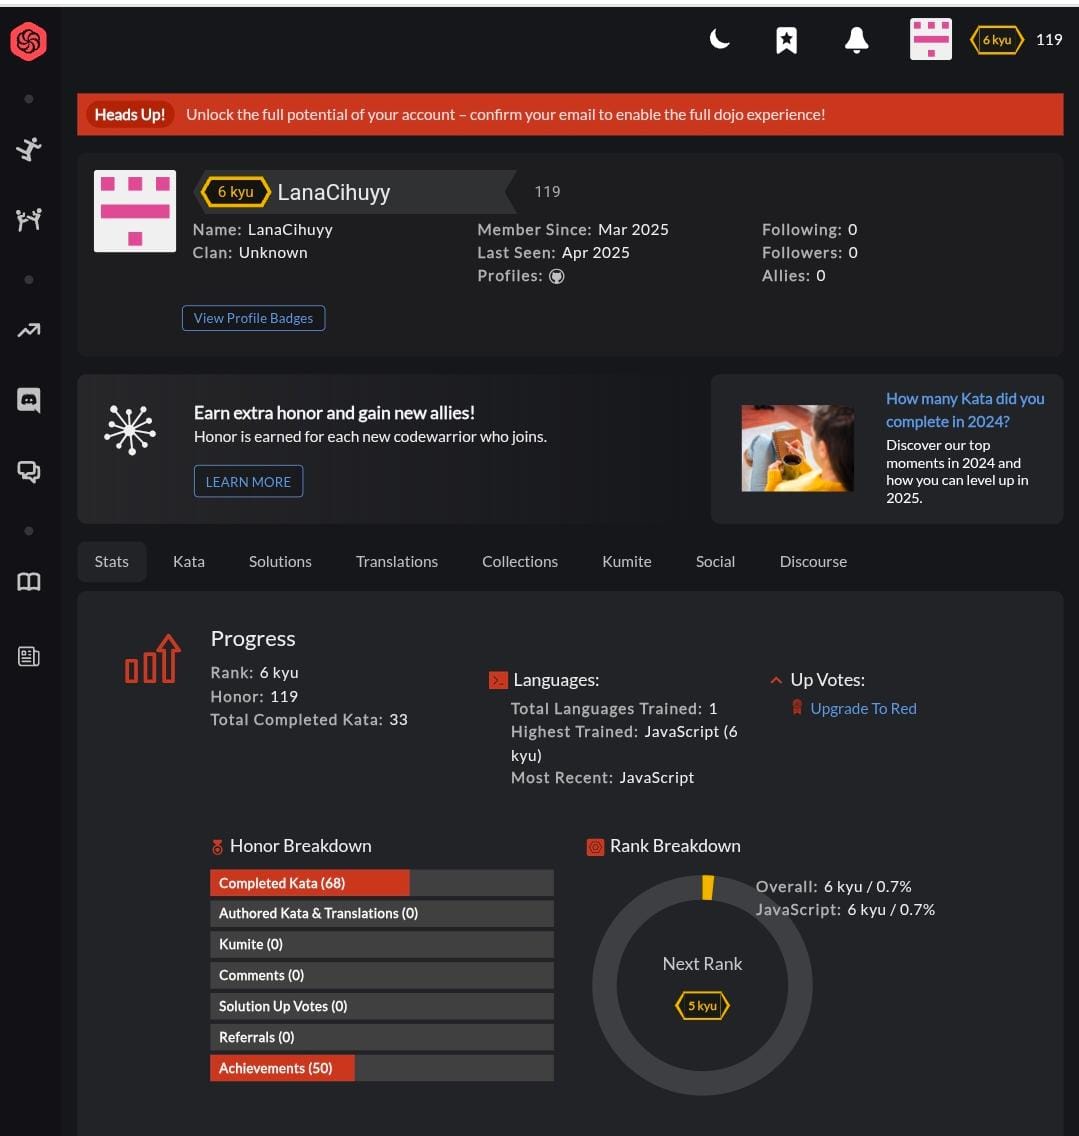 6 kyu 119
Heads Up! Unlock the full potential of your account – confirm your email to enable the full dojo experience!
6 kyu LanaCihuyy 119
Name: LanaCihuyy
Clan: Unknown
Member Since: Mar 2025
Last Seen: Apr 2025
Profiles:
Following: 0
Followers: 0
Allies: 0
View Profile Badges
Earn extra honor and gain new allies!
Honor is earned for each new codewarrior who joins.
LEARN MORE
How many Kata did you
complete in 2024?
Discover our top
moments in 2024 and
how you can level up in
2025.
Stats Kata Solutions Translations Collections Kumite Social Discourse
Progress
Rank: 6 kyu
Honor: 119
Total Completed Kata: 33
Languages:
Total Languages Trained: 1
Highest Trained: JavaScript (6
kyu)
Most Recent: JavaScript
Up Votes:
Upgrade To Red
Honor Breakdown
Completed Kata (68)
Authored Kata & Translations (0)
Kumite (0)
Comments (0)
Solution Up Votes (0)
Referrals (0)
Achievements (50)
Rank Breakdown
Overall: 6 kyu / 0.7%
JavaScript: 6 kyu / 0.7%
Next Rank
5 kyu